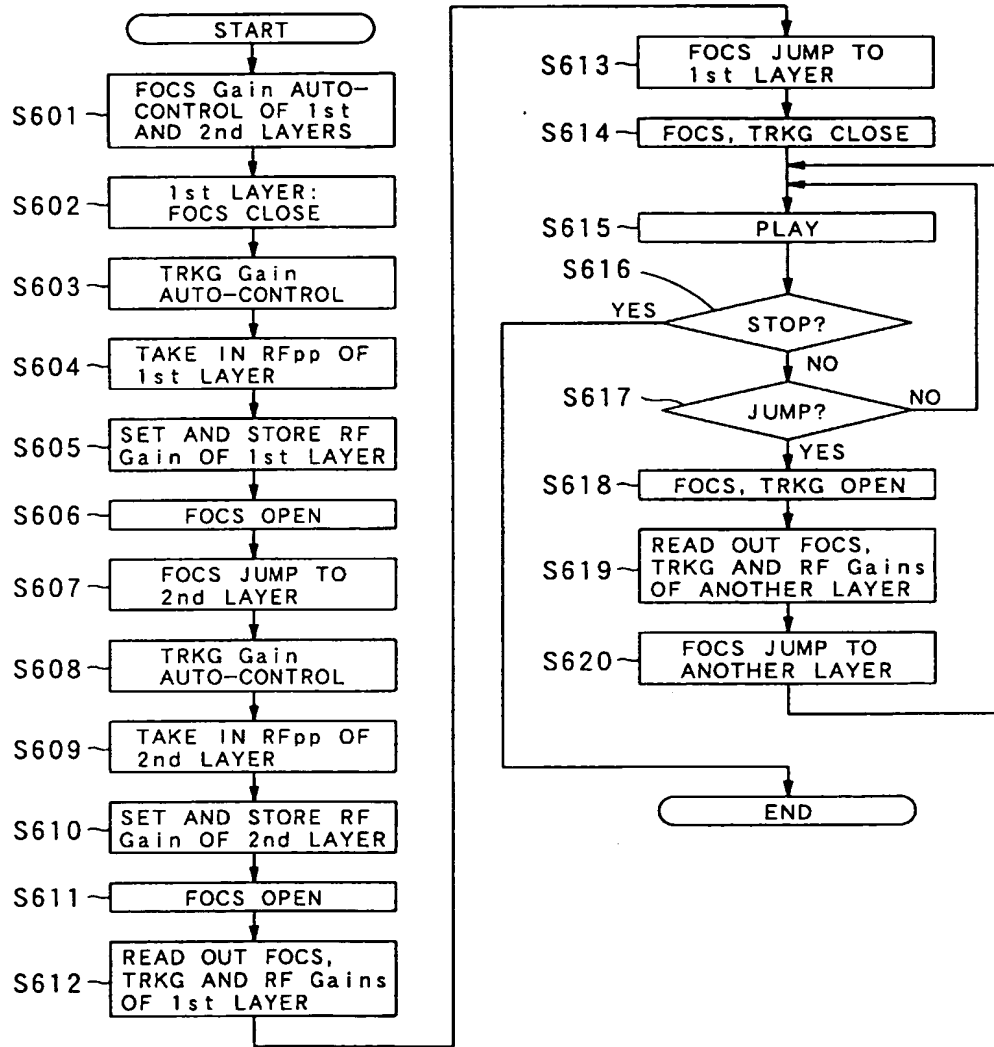 START
S601
FOCS Gain AUTO-
CONTROL OF 1st
AND 2nd LAYERS
S602
1st LAYER:
FOCS CLOSE
S603
TRKG Gain
AUTO-CONTROL
S604
TAKE IN RFpp OF
1st LAYER
S605
SET AND STORE RF
Gain OF 1st LAYER
S606
FOCS OPEN
S607
FOCS JUMP TO
2nd LAYER
S608
TRKG Gain
AUTO-CONTROL
S609
TAKE IN RFpp OF
2nd LAYER
S610
SET AND STORE RF
Gain OF 2nd LAYER
S611
FOCS OPEN
S612
READ OUT FOCS,
TRKG AND RF Gains
OF 1st LAYER
S613
FOCS JUMP TO
1st LAYER
S614
FOCS, TRKG CLOSE
S615
PLAY
S616
YES
STOP?
NO
S617
JUMP?
NO
YES
S618
FOCS, TRKG OPEN
S619
READ OUT FOCS,
TRKG AND RF Gains
OF ANOTHER LAYER
S620
FOCS JUMP TO
ANOTHER LAYER
END